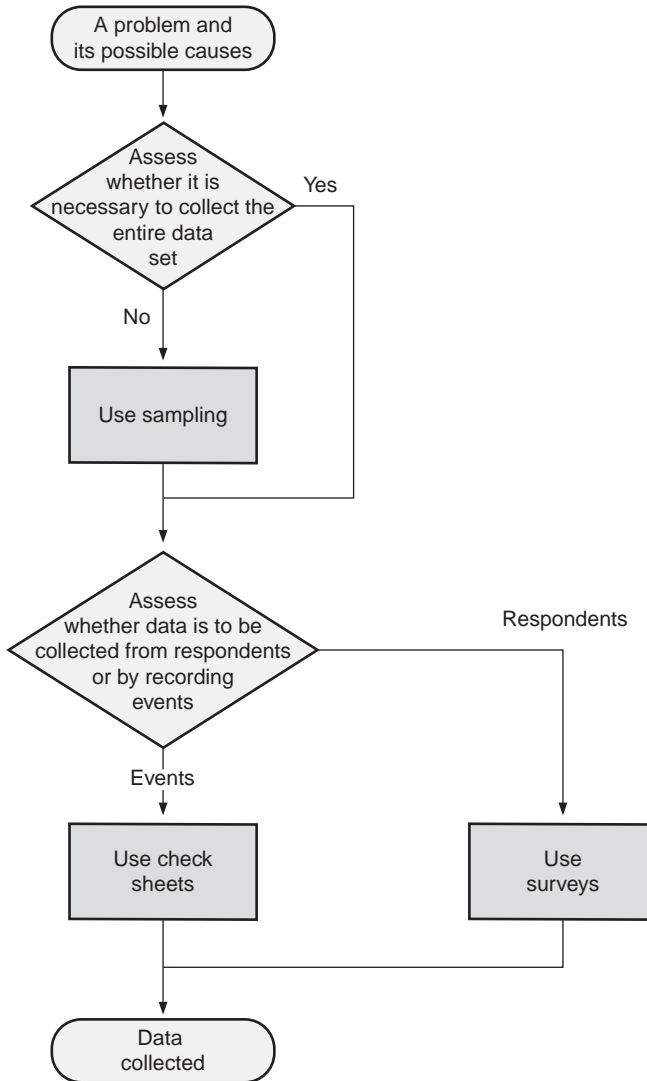 A problem and
its possible causes
Assess
whether it is
necessary to collect the
entire data
set
Yes
No
Use sampling
Assess
whether data is to be
collected from respondents
or by recording
events
Respondents
Events
Use check
sheets
Use
surveys
Data
collected